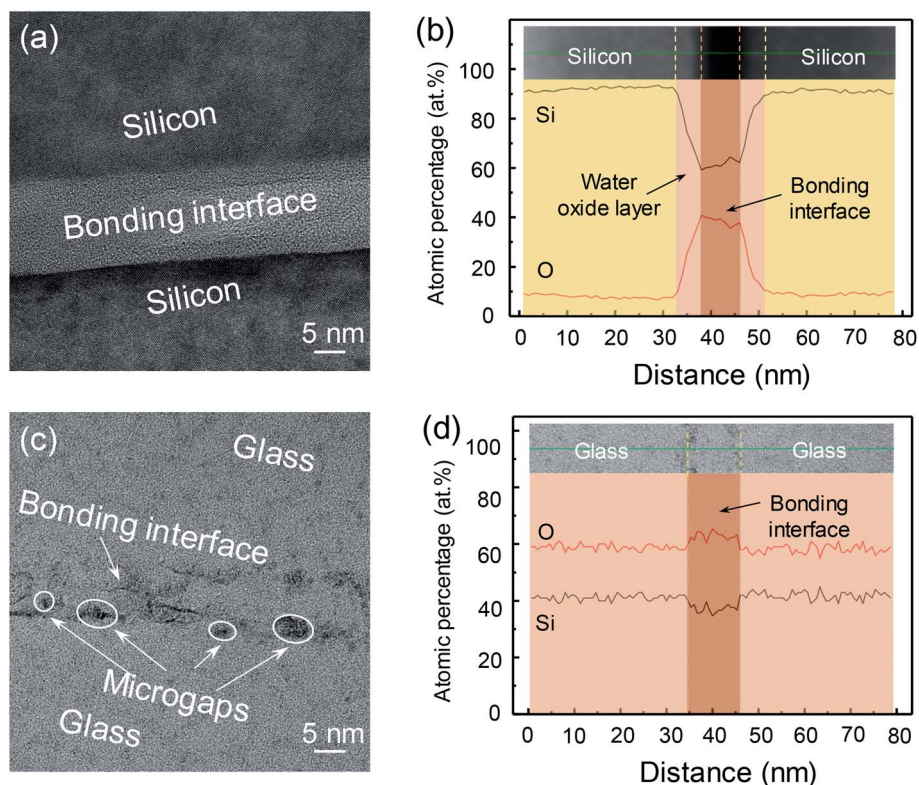 (a)
Silicon
Bonding interface
Silicon
5 nm
(b)
Silicon
Silicon
Atomic percentage (at.%)
100
80
60
40
20
0
Si
Water
oxide layer
Bonding
interface
O
0 10 20 30 40 50 60 70 80
Distance (nm)
(c)
Glass
Bonding interface
Microgaps
Glass
5 nm
(d)
Glass
Glass
Atomic percentage (at.%)
100
80
60
40
20
0
Bonding
interface
O
Si
0 10 20 30 40 50 60 70 80
Distance (nm)